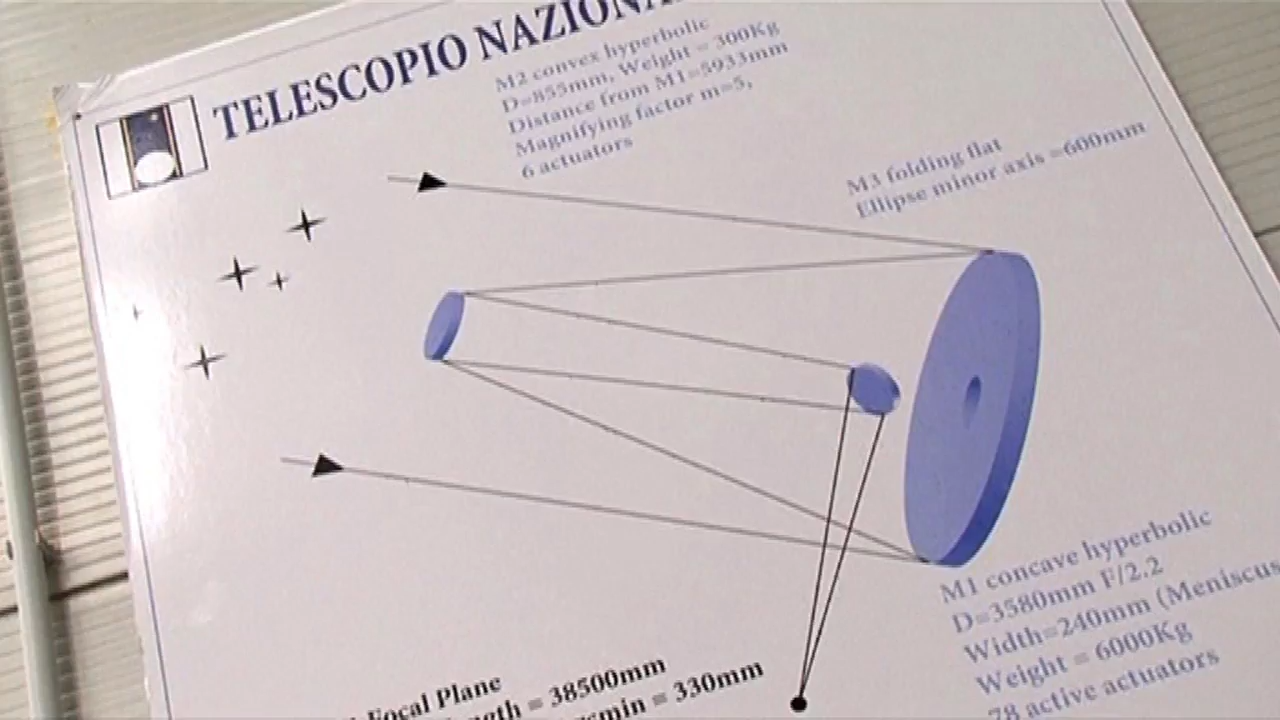 TELESCOPIO NAZIONA
M2 convex hyperbolic
D=855mm, Weight = 300Kg
Distance from M1=5933mm
Magnifying factor m=5,
6 actuators
M3 folding flat
Ellipse minor axis =600mm
M1 concave hyperbolic
D=3580mm F/2.2
Width=240mm (Meniscus
Weight = 6000Kg
78 active actuators
Focal Plane
ngth = 38500mm
rcmin = 330mm